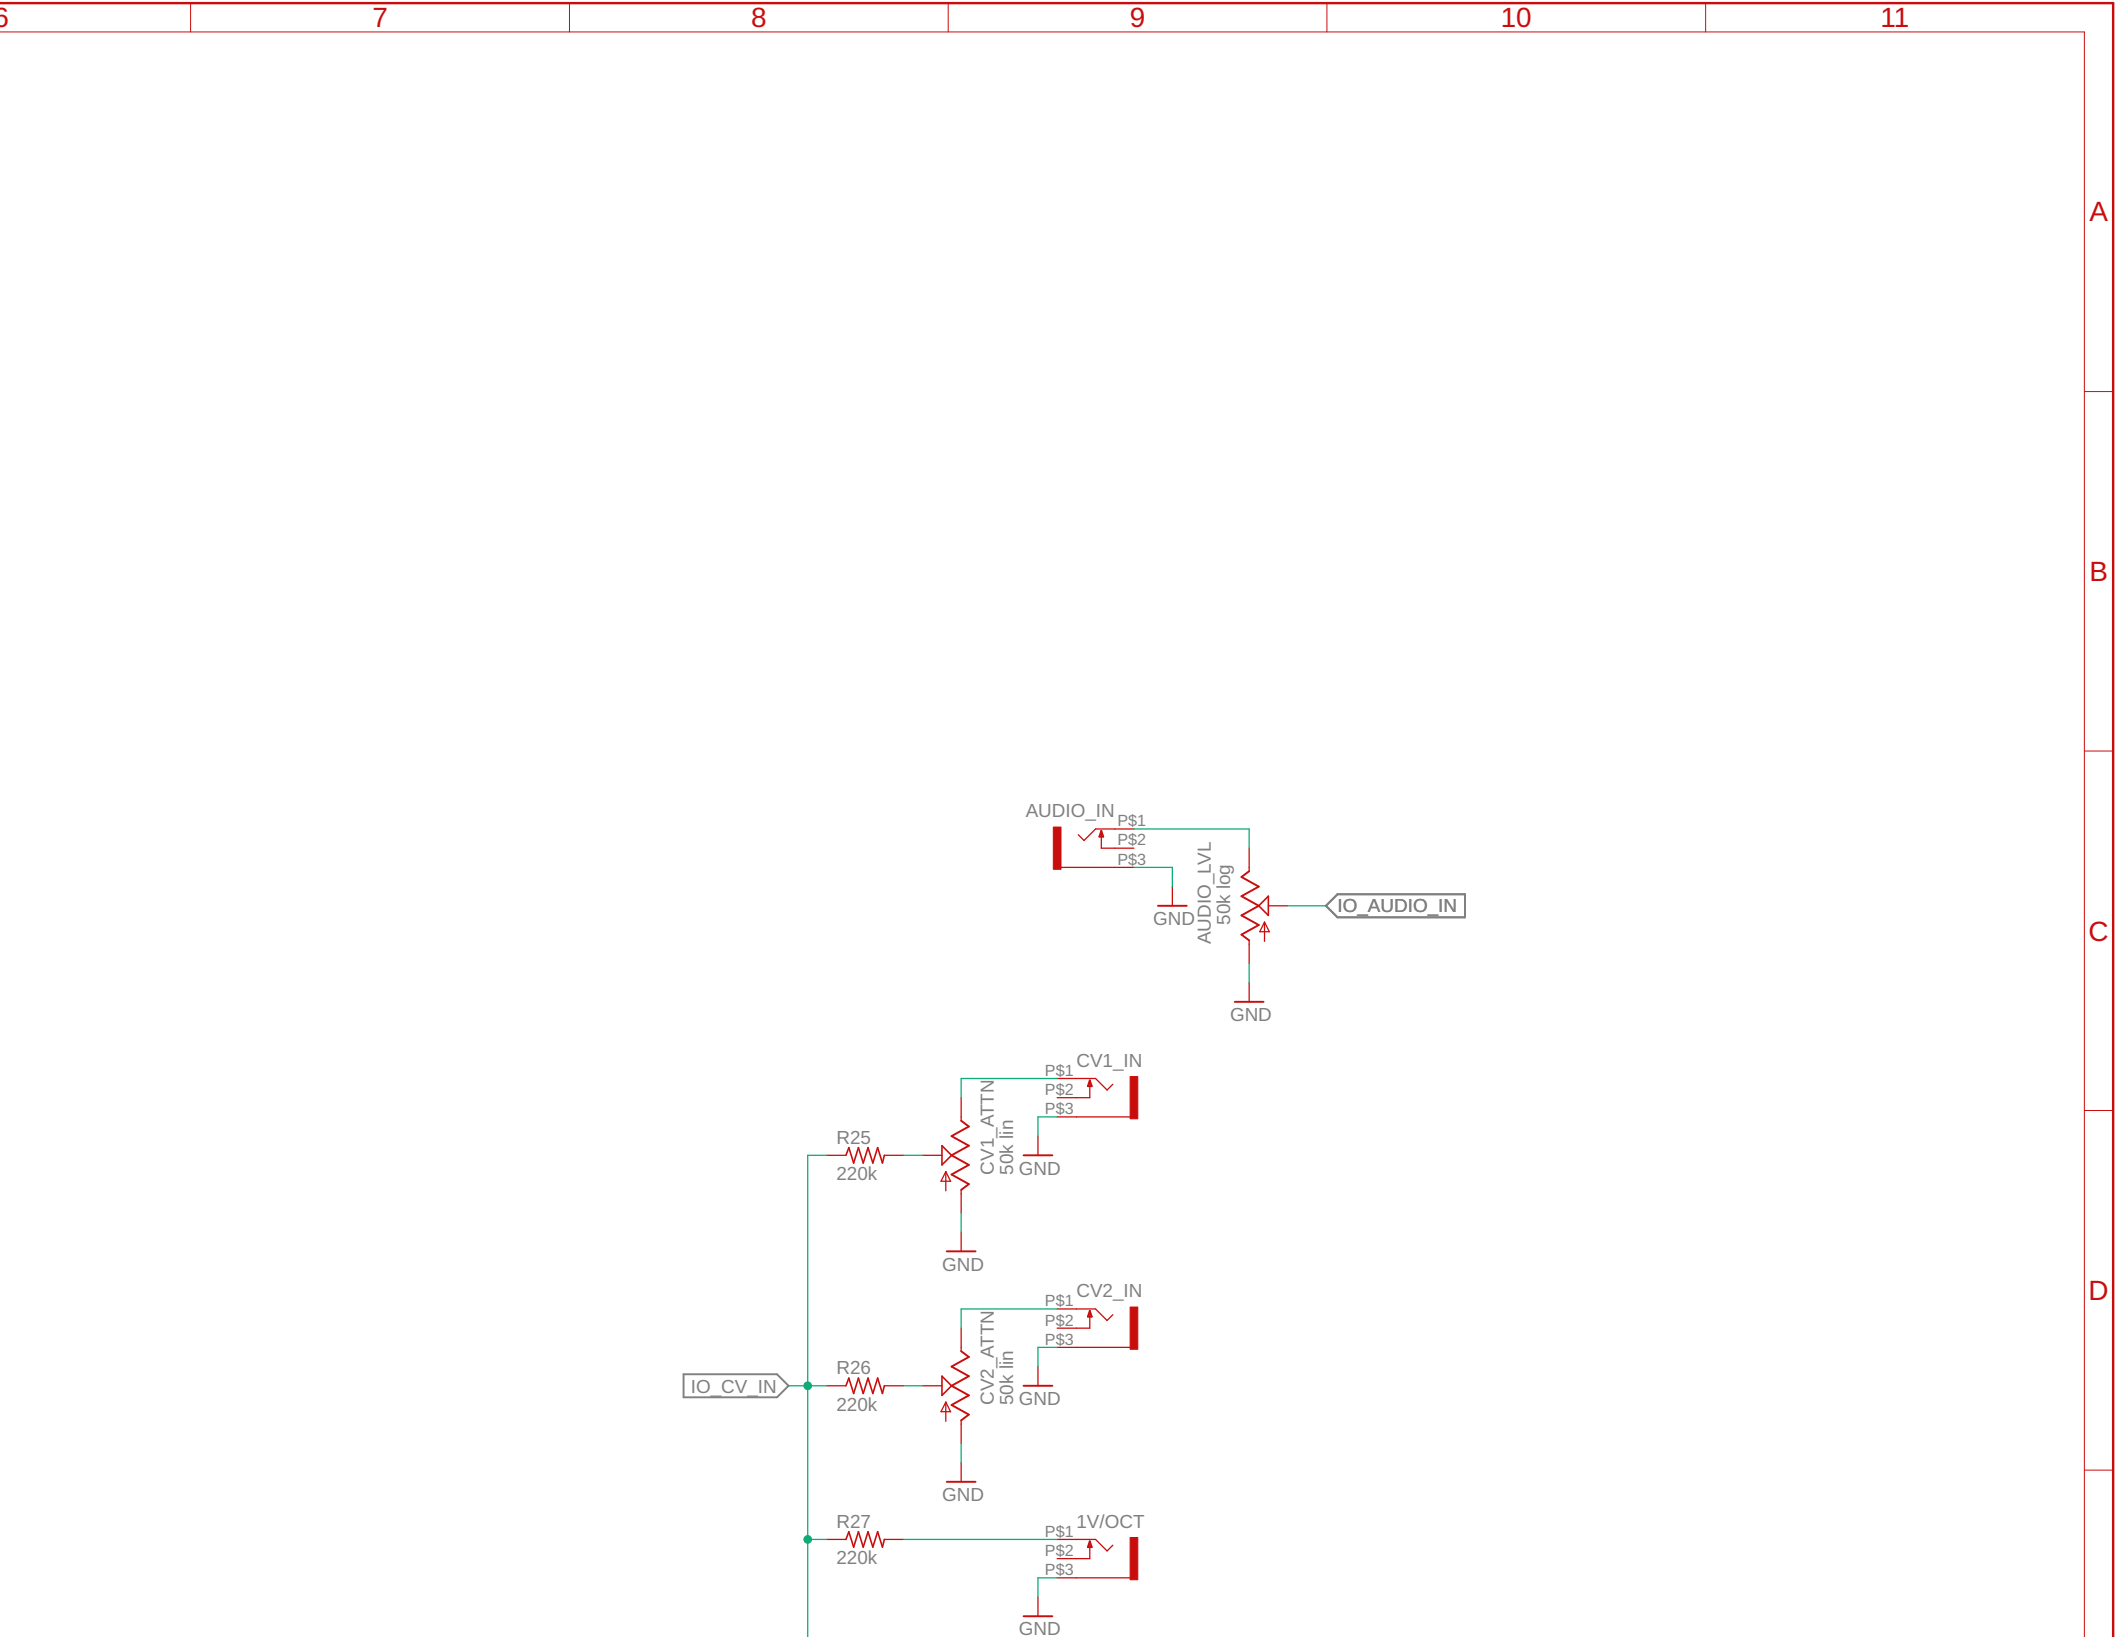 6
7
8
9
10
11
A
B
C
D
AUDIO_IN
P$1
P$2
P$3
GND
AUDIO_LVL
50k log
IO_AUDIO_IN
GND
CV1_IN
P$1
P$2
P$3
CV1_ATTN
50k lin
GND
R25
220k
GND
CV2_IN
P$1
P$2
P$3
CV2_ATTN
50k lin
GND
IO_CV_IN
R26
220k
GND
R27
220k
1V/OCT
P$1
P$2
P$3
GND